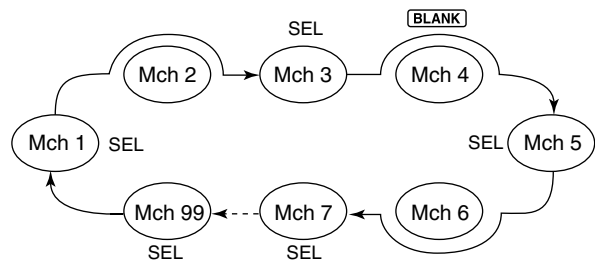 BLANK
SEL
Mch 2
Mch 3
Mch 4
Mch 1
SEL
SEL
Mch 5
Mch 99
Mch 7
Mch 6
SEL
SEL